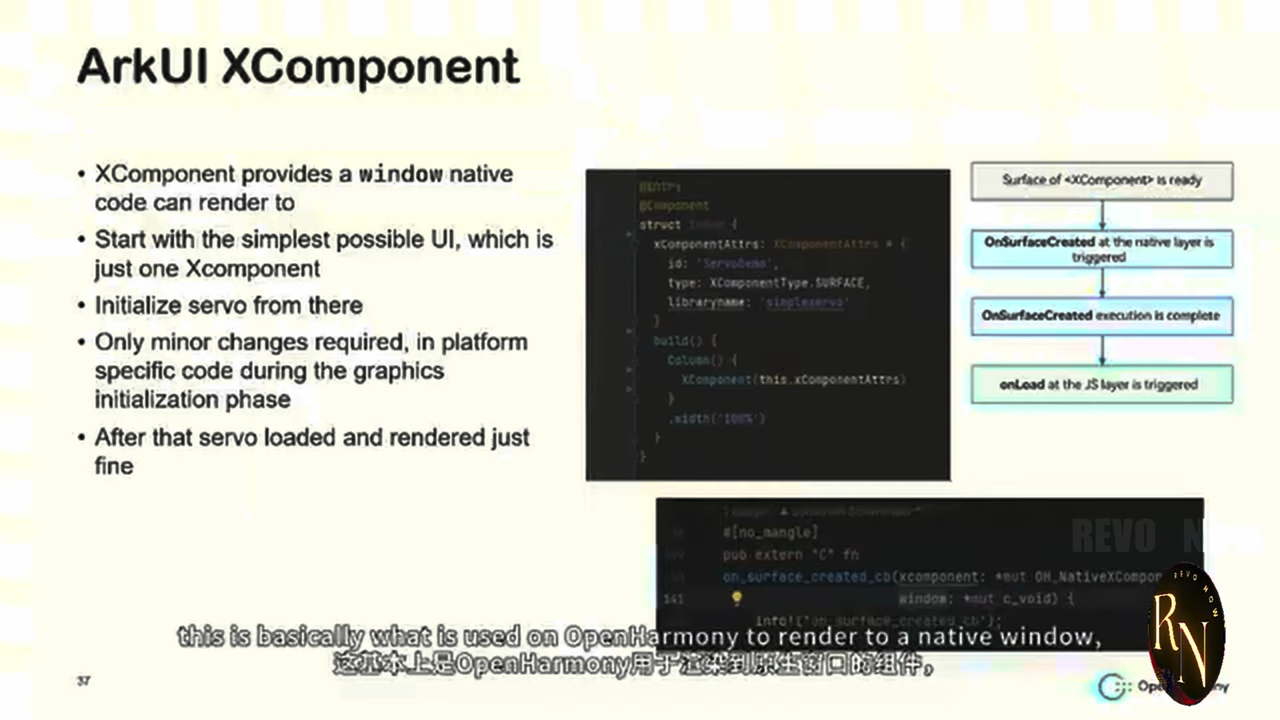 ArkUI XComponent
• XComponent provides a window native
code can render to
• Start with the simplest possible UI, which is
just one Xcomponent
• Initialize servo from there
• Only minor changes required, in platform
specific code during the graphics
initialization phase
• After that servo loaded and rendered just
fine
@Entry
@Component
struct Index {
xComponentAttrs: XComponentAttrs = {
id: 'ServoDemo',
type: XComponentType.SURFACE,
libraryname: 'simpleservo'
}
build() {
Column() {
XComponent(this.xComponentAttrs)
}
.width('100%')
}
}
Surface of <XComponent> is ready
OnSurfaceCreated at the native layer is
triggered
OnSurfaceCreated execution is complete
onLoad at the JS layer is triggered
#[no_mangle]
pub extern "C" fn
on_surface_created_cb(xcomponent: *mut OH_NativeXCompon
141 window: *mut c_void) {
info!("on_surface_created_cb");
REVO N
REVO NOW
RN
this is basically what is used on OpenHarmony to render to a native window,
这基本上是OpenHarmony用于渲染到原生窗口的组件,
37